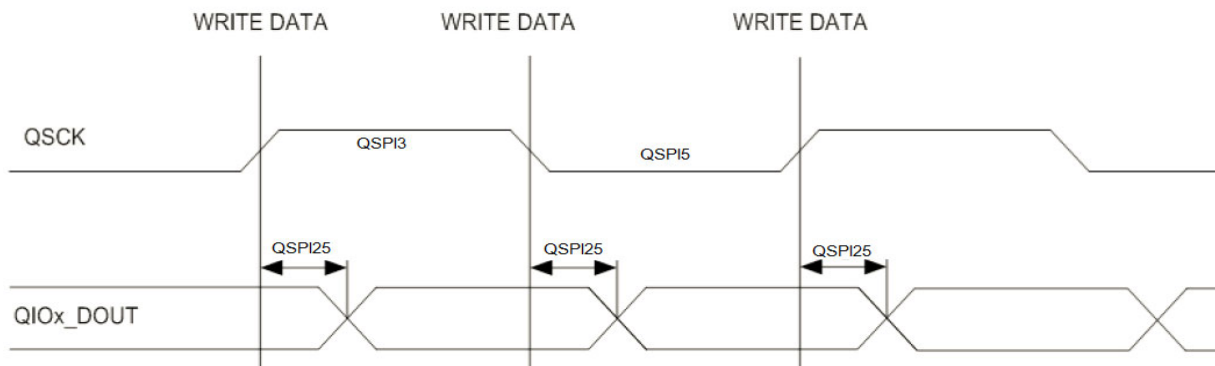 WRITE DATA WRITE DATA WRITE DATA
QSCK QSPI3 QSPI5
QSPI25 QSPI25 QSPI25
QIOx_DOUT